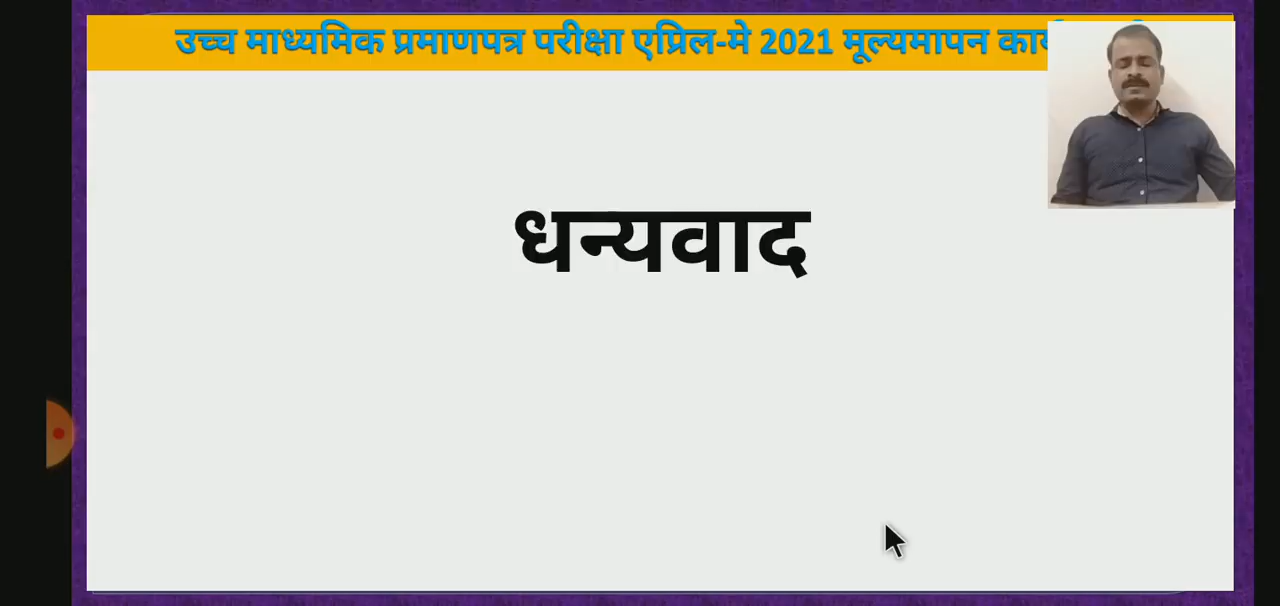 उच्च माध्यमिक प्रमाणपत्र परीक्षा एप्रिल-मे 2021 मूल्यमापन
धन्यवाद